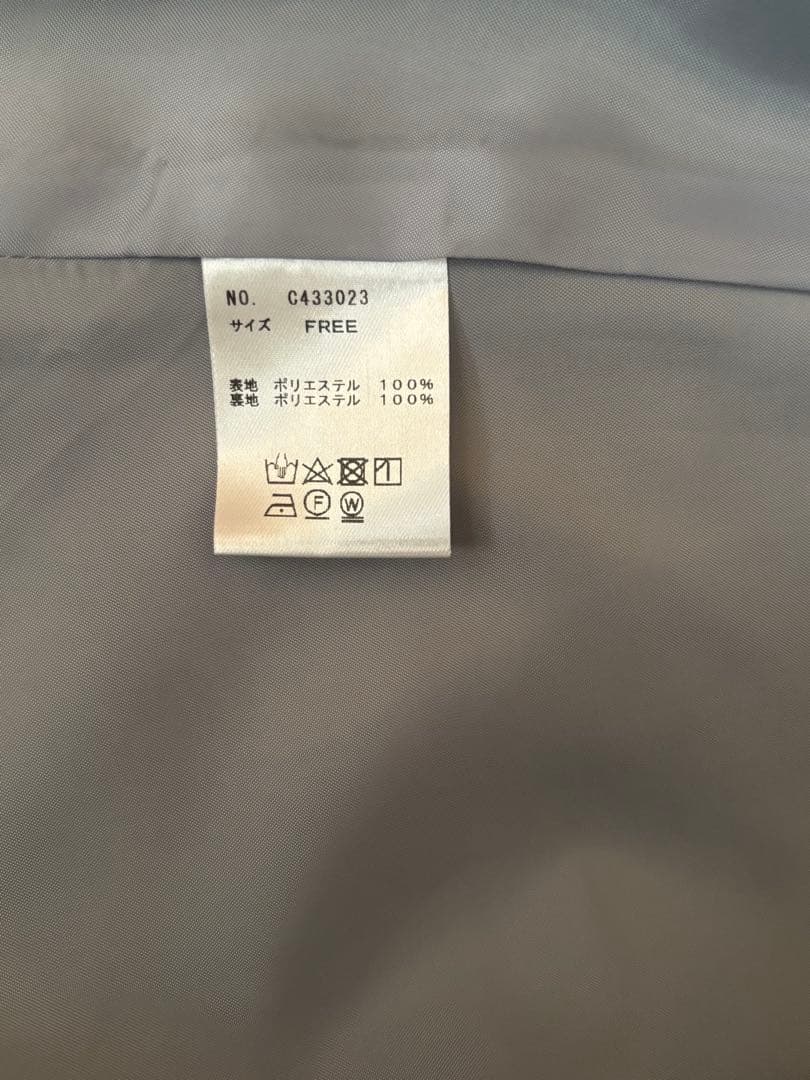 NO. C433023
サイズ FREE
表地 ポリエステル 100%
裏地 ポリエステル 100%
F W